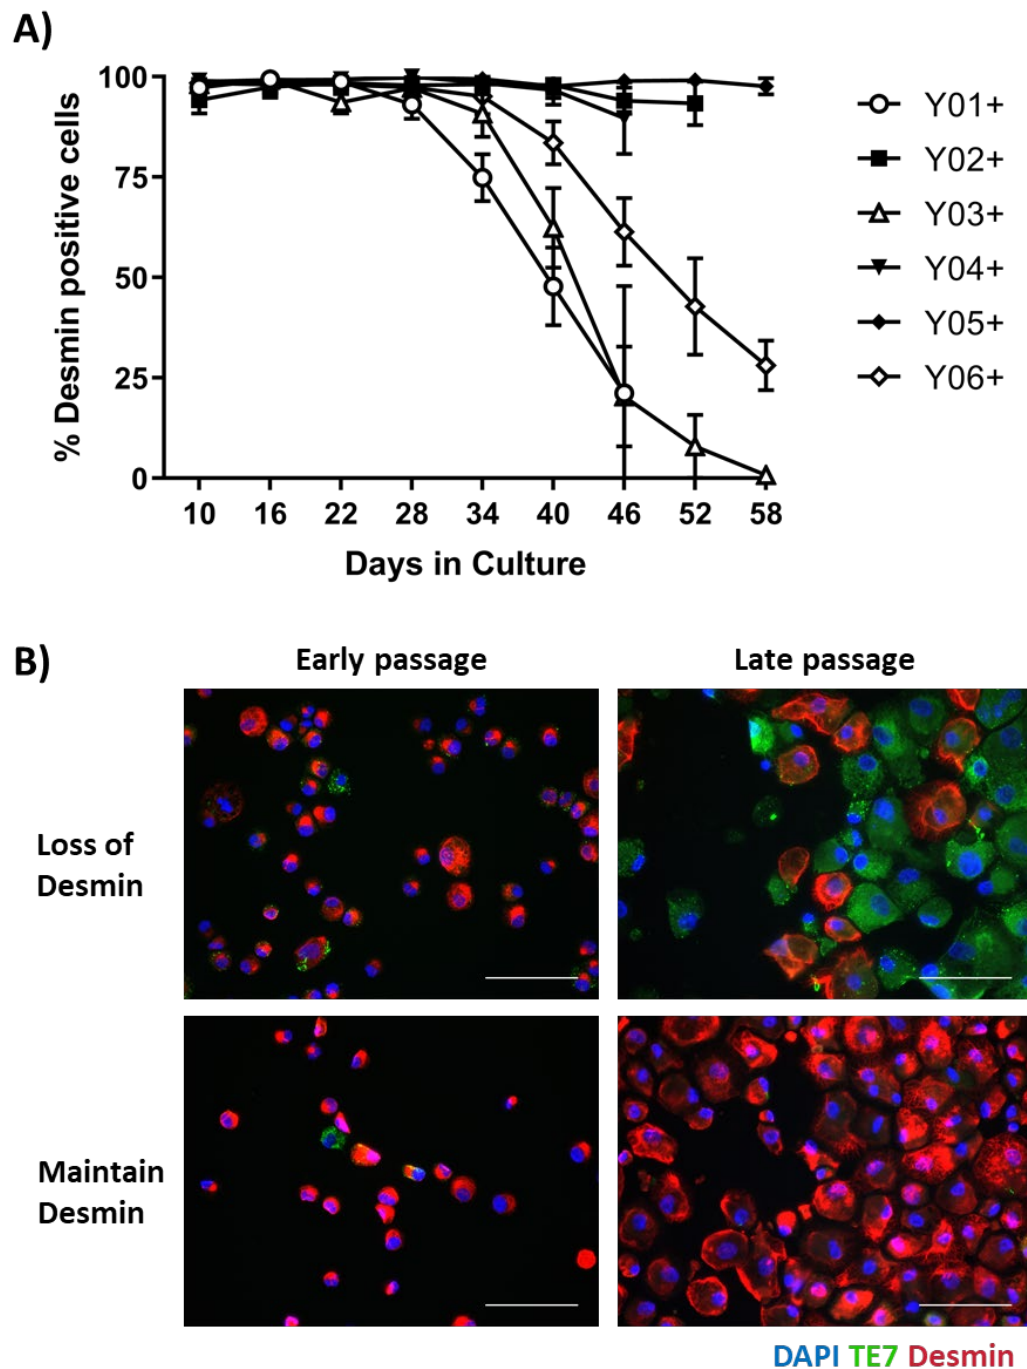 A)
% Desmin positive cells
100
75
50
25
0
10 16 22 28 34 40 46 52 58
Days in Culture
Y01+
Y02+
Y03+
Y04+
Y05+
Y06+
B)
Early passage
Late passage
Loss of
Desmin
Maintain
Desmin
DAPI TE7 Desmin